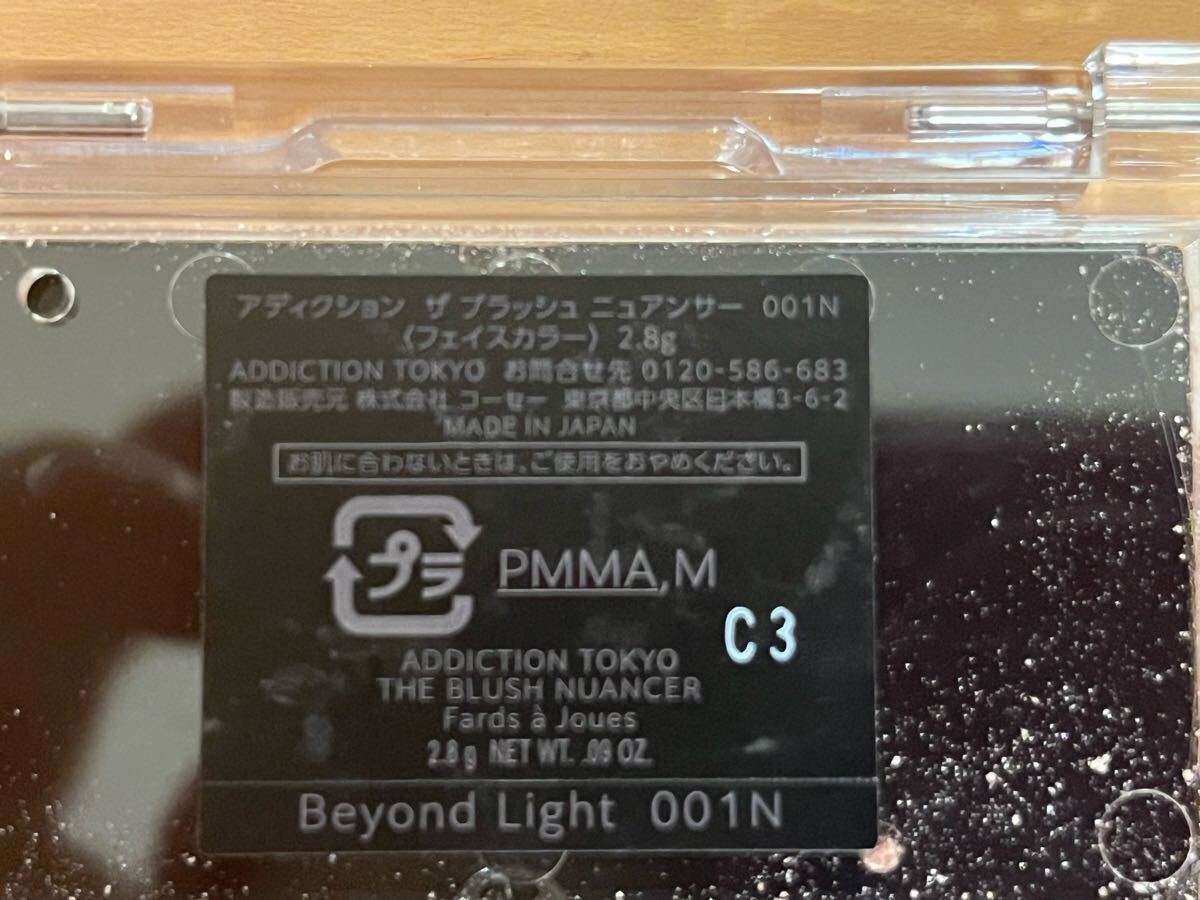 アディクション ザ ブラッシュ ニュアンサー 001N
〈フェイスカラー〉 2.8g
ADDICTION TOKYO お問合せ先 0120-586-683
製造販売元 株式会社 コーセー 東京都中央区日本橋3-6-2
MADE IN JAPAN
お肌に合わないときは、ご使用をおやめください。
プラ PMMA,M
C3
ADDICTION TOKYO
THE BLUSH NUANCER
Fards à Joues
2.8 g NET WT. .09 OZ.
Beyond Light 001N